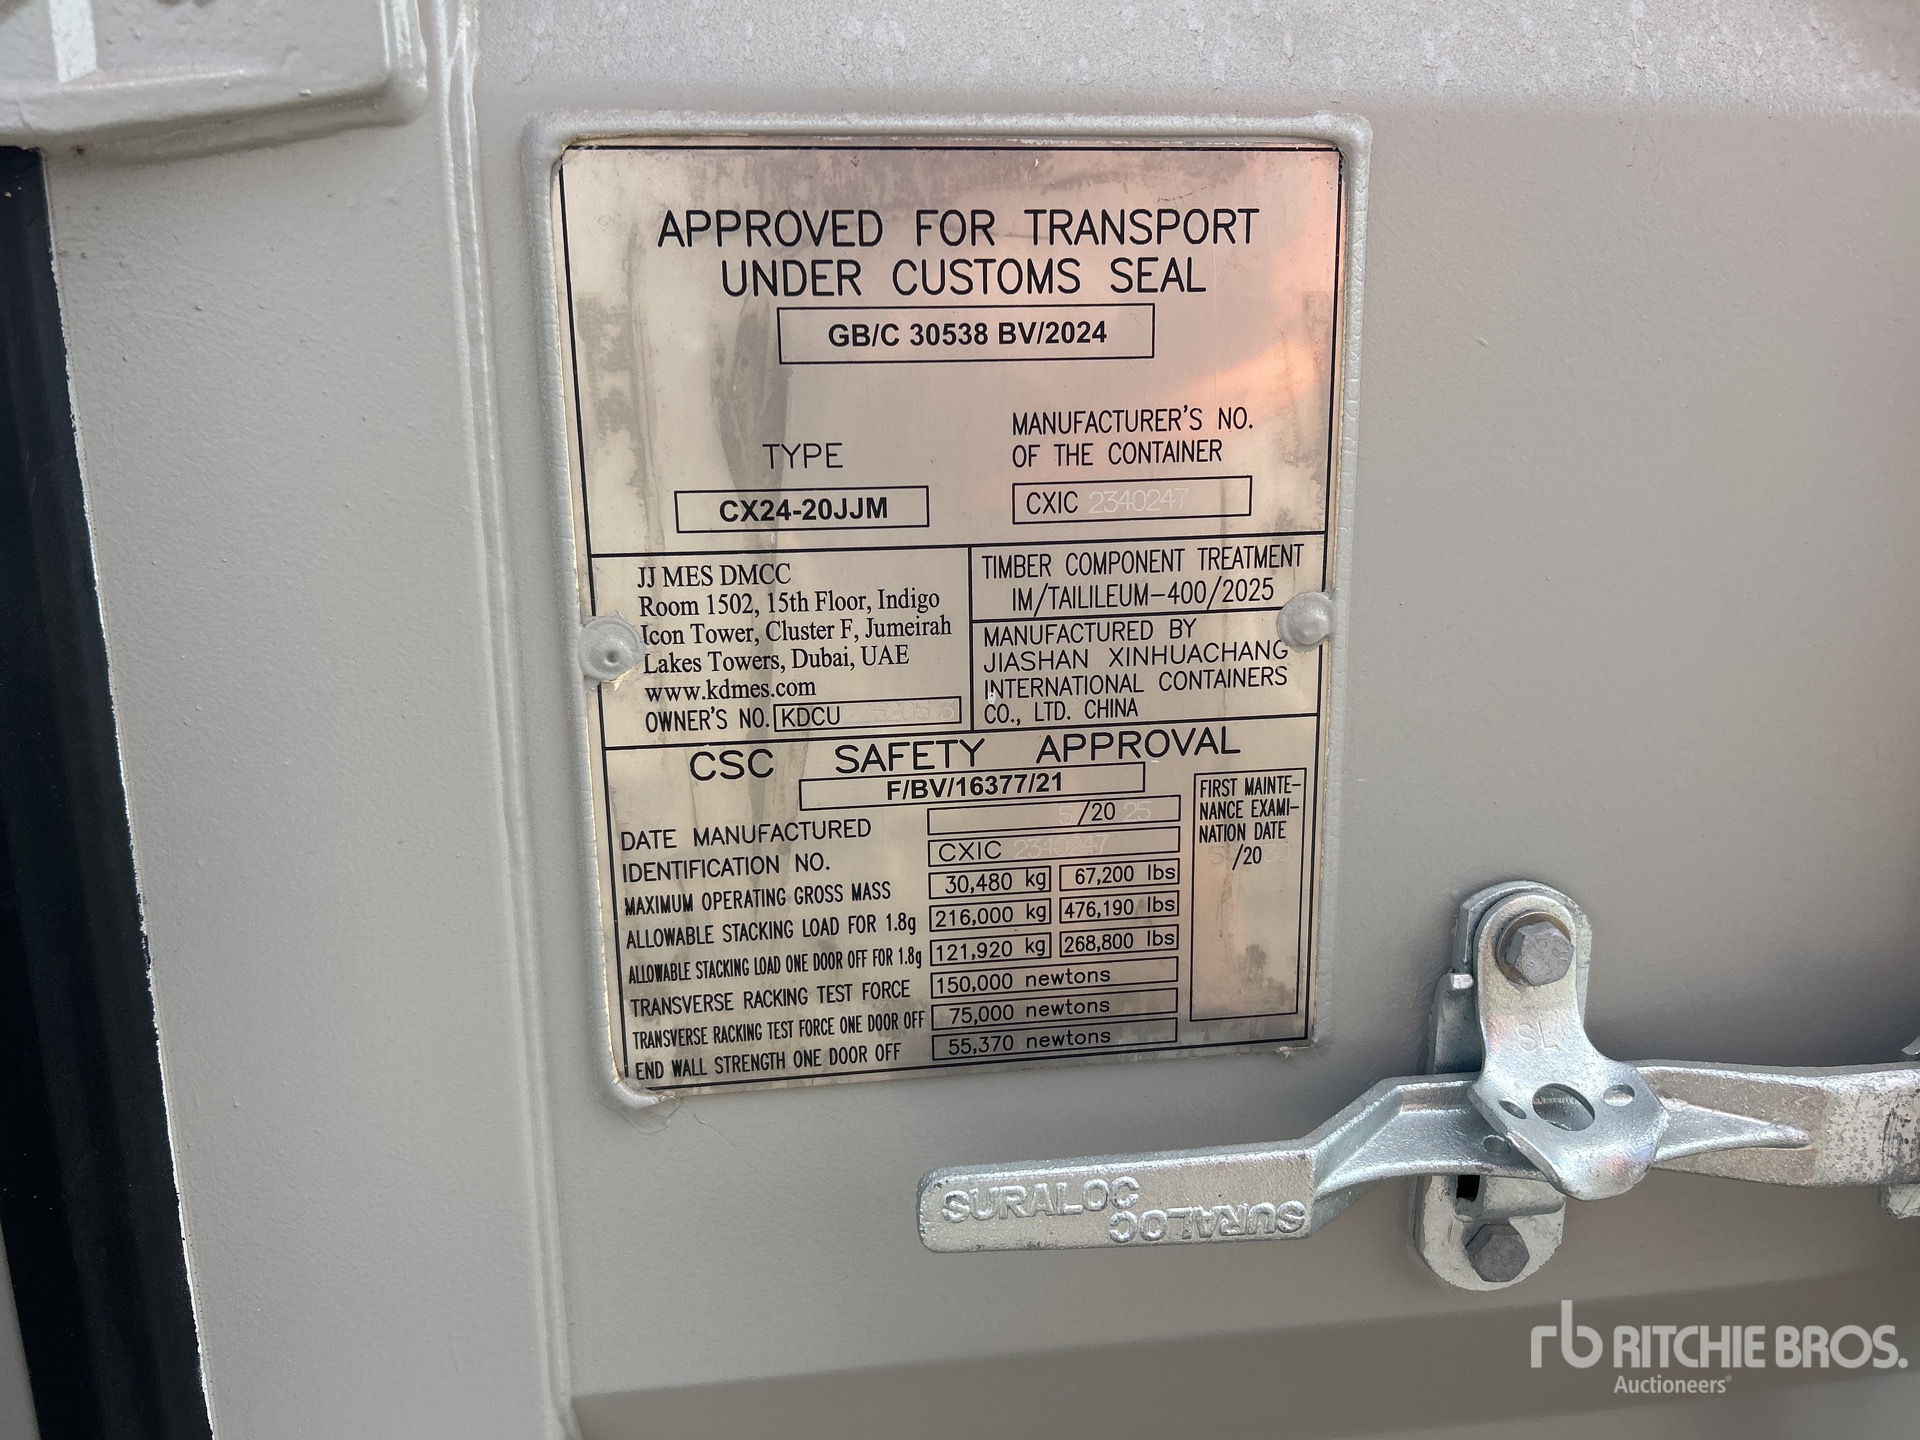 APPROVED FOR TRANSPORT
UNDER CUSTOMS SEAL
GB/C 30538 BV/2024
TYPE
CX24-20JJM
MANUFACTURER'S NO.
OF THE CONTAINER
CXIC 2340247
JJ MES DMCC
Room 1502, 15th Floor, Indigo
Icon Tower, Cluster F, Jumeirah
Lakes Towers, Dubai, UAE
www.kdmes.com
OWNER'S NO. KDCU
TIMBER COMPONENT TREATMENT
IM/TAILILEUM-400/2025
MANUFACTURED BY
JIASHAN XINHUACHANG
INTERNATIONAL CONTAINERS
CO., LTD. CHINA
CSC SAFETY APPROVAL
F/BV/16377/21
DATE MANUFACTURED 5/20 25
IDENTIFICATION NO. CXIC 2340247
MAXIMUM OPERATING GROSS MASS 30,480 kg 67,200 lbs
ALLOWABLE STACKING LOAD FOR 1.8g 216,000 kg 476,190 lbs
ALLOWABLE STACKING LOAD ONE DOOR OFF FOR 1.8g 121,920 kg 268,800 lbs
TRANSVERSE RACKING TEST FORCE 150,000 newtons
TRANSVERSE RACKING TEST FORCE ONE DOOR OFF 75,000 newtons
END WALL STRENGTH ONE DOOR OFF 55,370 newtons
FIRST MAINTE-
NANCE EXAMI-
NATION DATE
/20
SL
SURALOC
SURALOC
rb RITCHIE BROS.
Auctioneers